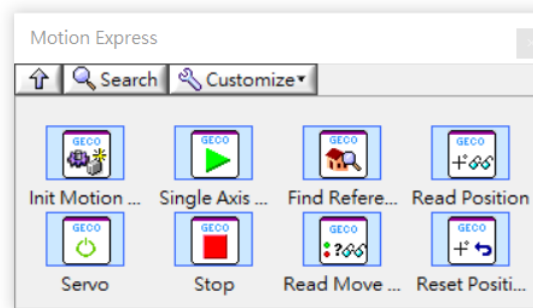 Motion Express
Search Customize
GECO GECO GECO GECO
Init Motion ... Single Axis ... Find Refere... Read Position
GECO GECO GECO GECO
Servo Stop Read Move ... Reset Positi...